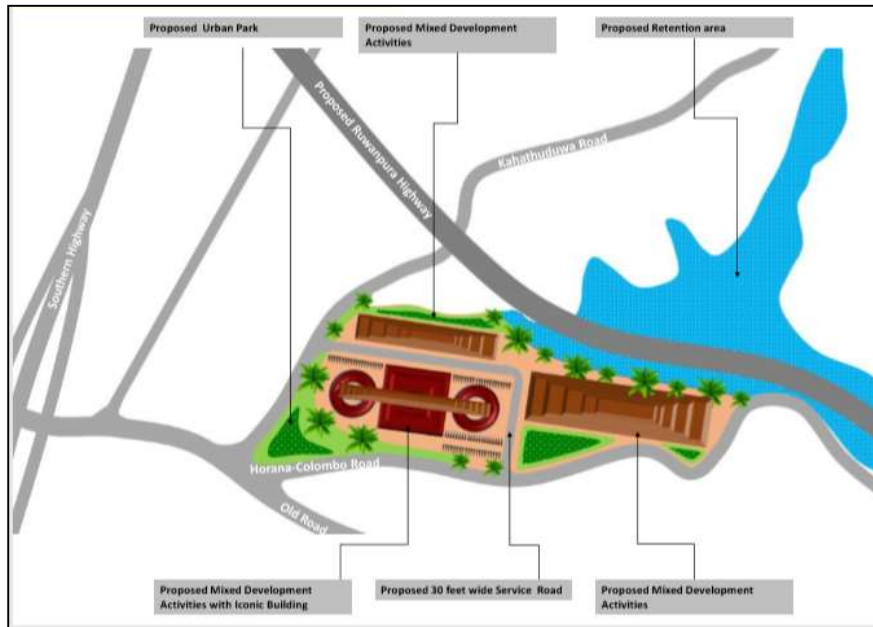 Proposed Urban Park
Proposed Mixed Development
Activities
Proposed Retention area
Proposed Ruwanpura Highway
Kahathuduwa Road
Southern Highway
Horana-Colombo Road
Old Road
Proposed Mixed Development
Activities with Iconic Building
Proposed 30 feet wide Service Road
Proposed Mixed Development
Activities